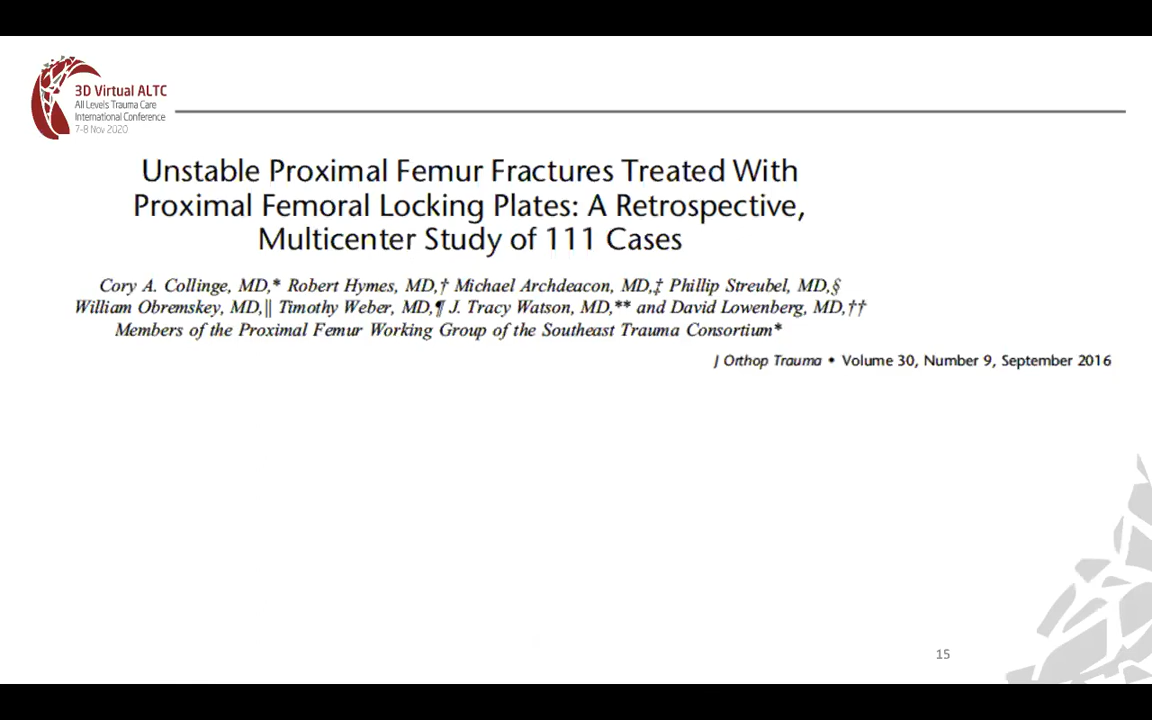 3D Virtual ALTC
All Levels Trauma Care
International Conference
7-8 Nov 2020
Unstable Proximal Femur Fractures Treated With
Proximal Femoral Locking Plates: A Retrospective,
Multicenter Study of 111 Cases
Cory A. Collinge, MD,* Robert Hymes, MD,† Michael Archdeacon, MD,‡ Phillip Streubel, MD,§
William Obremskey, MD,|| Timothy Weber, MD,¶ J. Tracy Watson, MD,** and David Lowenberg, MD,††
Members of the Proximal Femur Working Group of the Southeast Trauma Consortium*
J Orthop Trauma • Volume 30, Number 9, September 2016
15